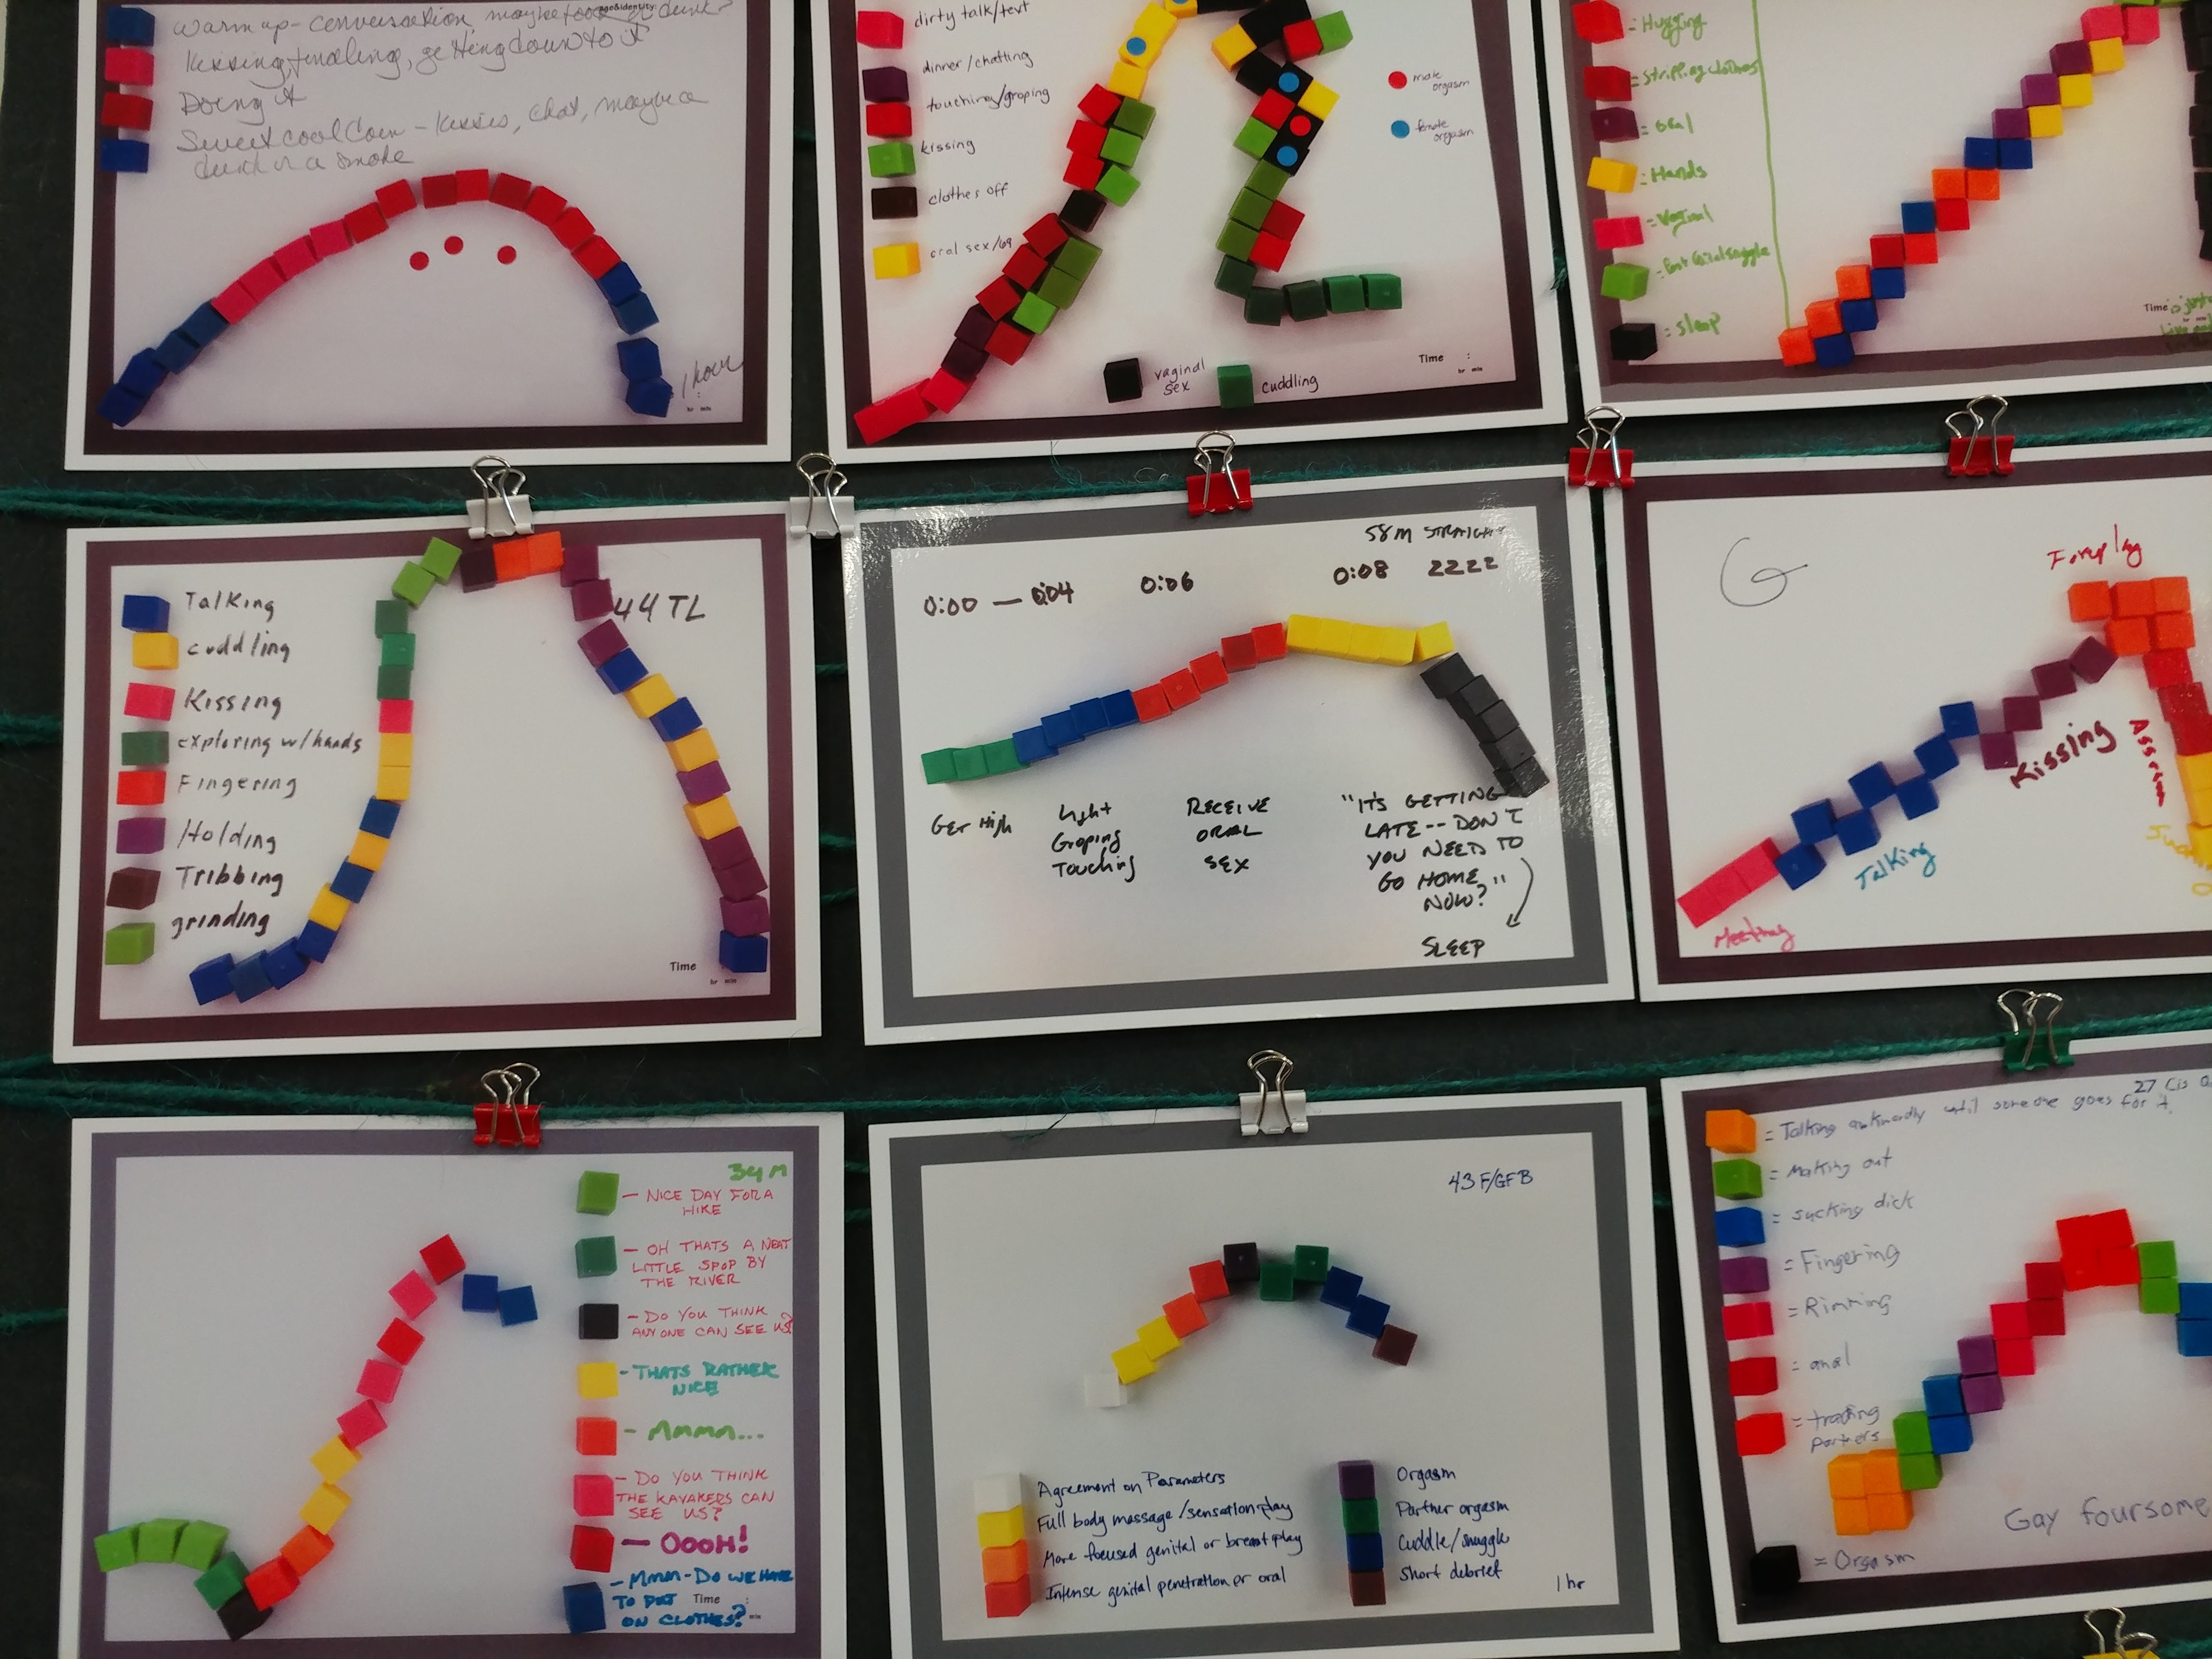 age&identity:
warm up - conversation, maybe food or drink?
kissing, fondling, getting down to it
Doing it
Sweet cool down - kisses, chat, maybe a
drink or a smoke
1 hour
hr min
dirty talk/text
dinner/chatting
touching/groping
kissing
clothes off
oral sex/69
male
orgasm
female
orgasm
vaginal
sex
cuddling
Time :
hr min
= Hugging
= stripping clothes
= oral
= Hands
= Vaginal
= Sleep
Time
Talking
cuddling
Kissing
exploring w/hands
Fingering
Holding
Tribbing
grinding
44 TL
Time
hr min
58M STRAIGHT
0:00 — 0:04 0:06 0:08 2222
Get High
Light
Groping
Touching
RECEIVE
ORAL
SEX
"IT'S GETTING
LATE -- DON'T
YOU NEED TO
GO HOME
NOW?"
SLEEP
G
Foreplay
Kissing
Talking
Meeting
34 M
- NICE DAY FOR A
HIKE
- OH THATS A NEAT
LITTLE SPOP BY
THE RIVER
- DO YOU THINK
ANYONE CAN SEE US?
- THATS RATHER
NICE
- Mmmm...
- DO YOU THINK
THE KAYAKERS CAN
SEE US?
- OOOH!
- Mmm - DO WE HAVE
TO PUT
ON CLOTHES?
Time :
min
43 F/GFB
Agreement on Parameters
Full body massage/sensation play
More focused genital or breast play
Intense genital penetration or oral
Orgasm
Partner orgasm
Cuddle/snuggle
Short debrief
1 hr
27 Cis
= Talking awkwardly until someone goes for it.
= Making out
= sucking dick
= Fingering
= Rimming
= anal
= trading
partners
Gay foursome
= Orgasm